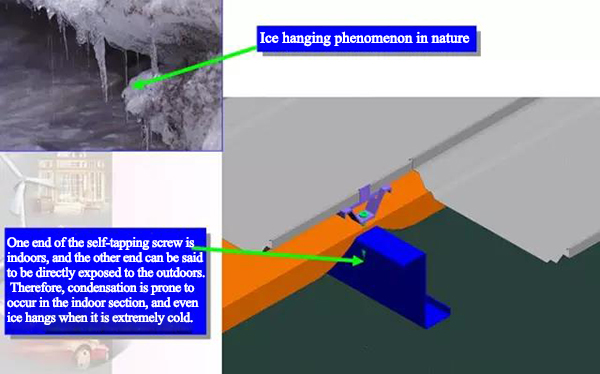 Ice hanging phenomenon in nature
One end of the self-tapping screw is
indoors, and the other end can be said
to be directly exposed to the outdoors.
Therefore, condensation is prone to
occur in the indoor section, and even
ice hangs when it is extremely cold.